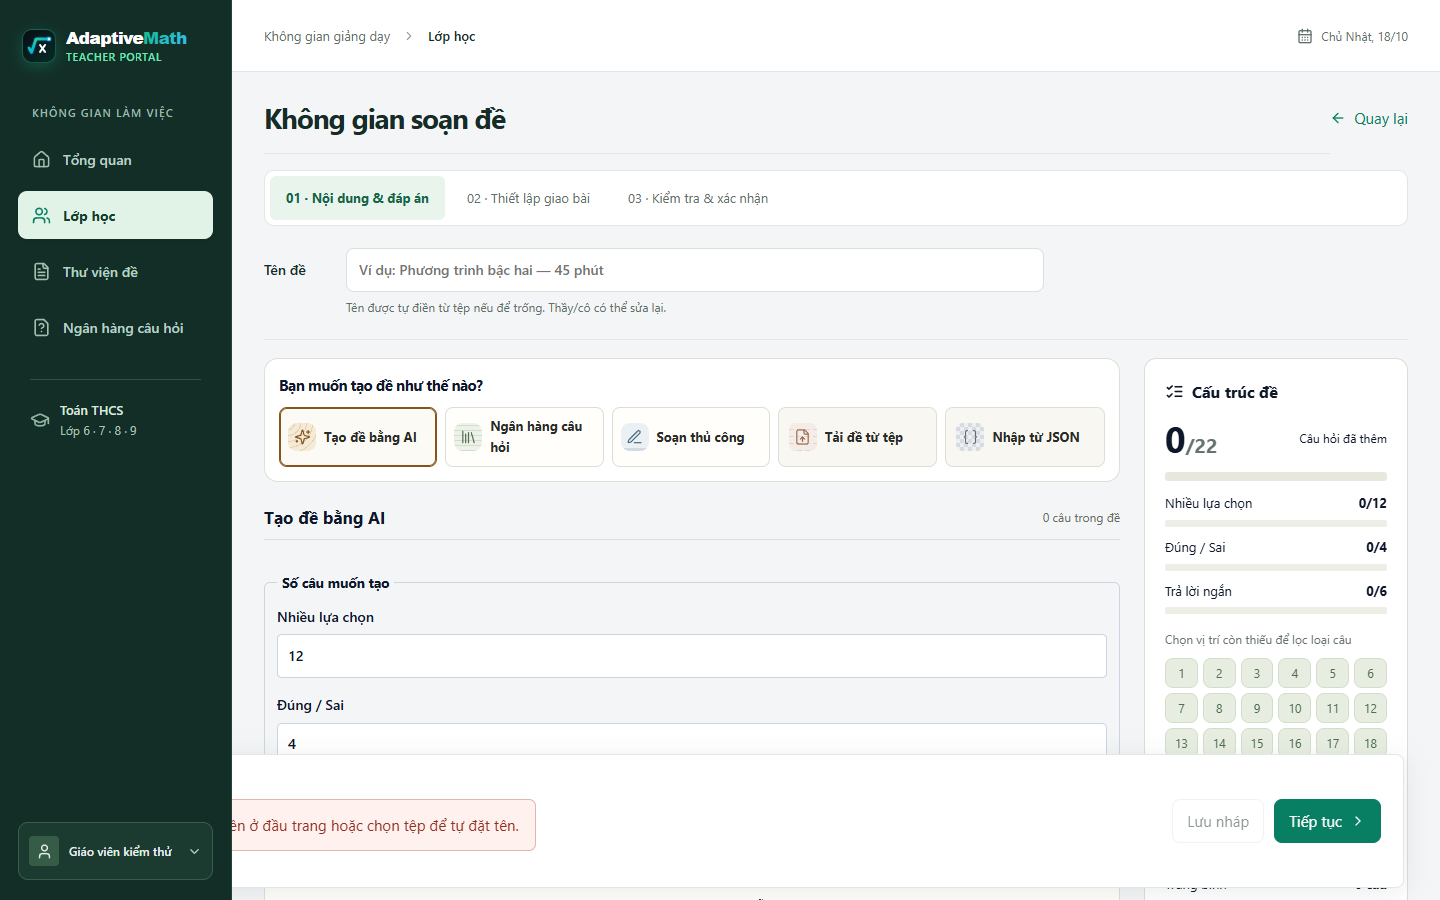 AdaptiveMath
TEACHER PORTAL
KHÔNG GIAN LÀM VIỆC
Tổng quan
Lớp học
Thư viện đề
Ngân hàng câu hỏi
Toán THCS
Lớp 6 · 7 · 8 · 9
Giáo viên kiểm thử
Không gian giảng dạy > Lớp học
Chủ Nhật, 18/10
Không gian soạn đề
Quay lại
01 · Nội dung & đáp án
02 · Thiết lập giao bài
03 · Kiểm tra & xác nhận
Tên đề
Ví dụ: Phương trình bậc hai — 45 phút
Tên được tự điền từ tệp nếu để trống. Thầy/cô có thể sửa lại.
Bạn muốn tạo đề như thế nào?
Tạo đề bằng AI
Ngân hàng câu
hỏi
Soạn thủ công
Tải đề từ tệp
Nhập từ JSON
Tạo đề bằng AI
0 câu trong đề
Số câu muốn tạo
Nhiều lựa chọn
12
Đúng / Sai
4
Cấu trúc đề
0/22
Câu hỏi đã thêm
Nhiều lựa chọn 0/12
Đúng / Sai 0/4
Trả lời ngắn 0/6
Chọn vị trí còn thiếu để lọc loại câu
1 2 3 4 5 6
7 8 9 10 11 12
13 14 15 16 17 18
ở đầu trang hoặc chọn tệp để tự đặt tên.
Lưu nháp
Tiếp tục